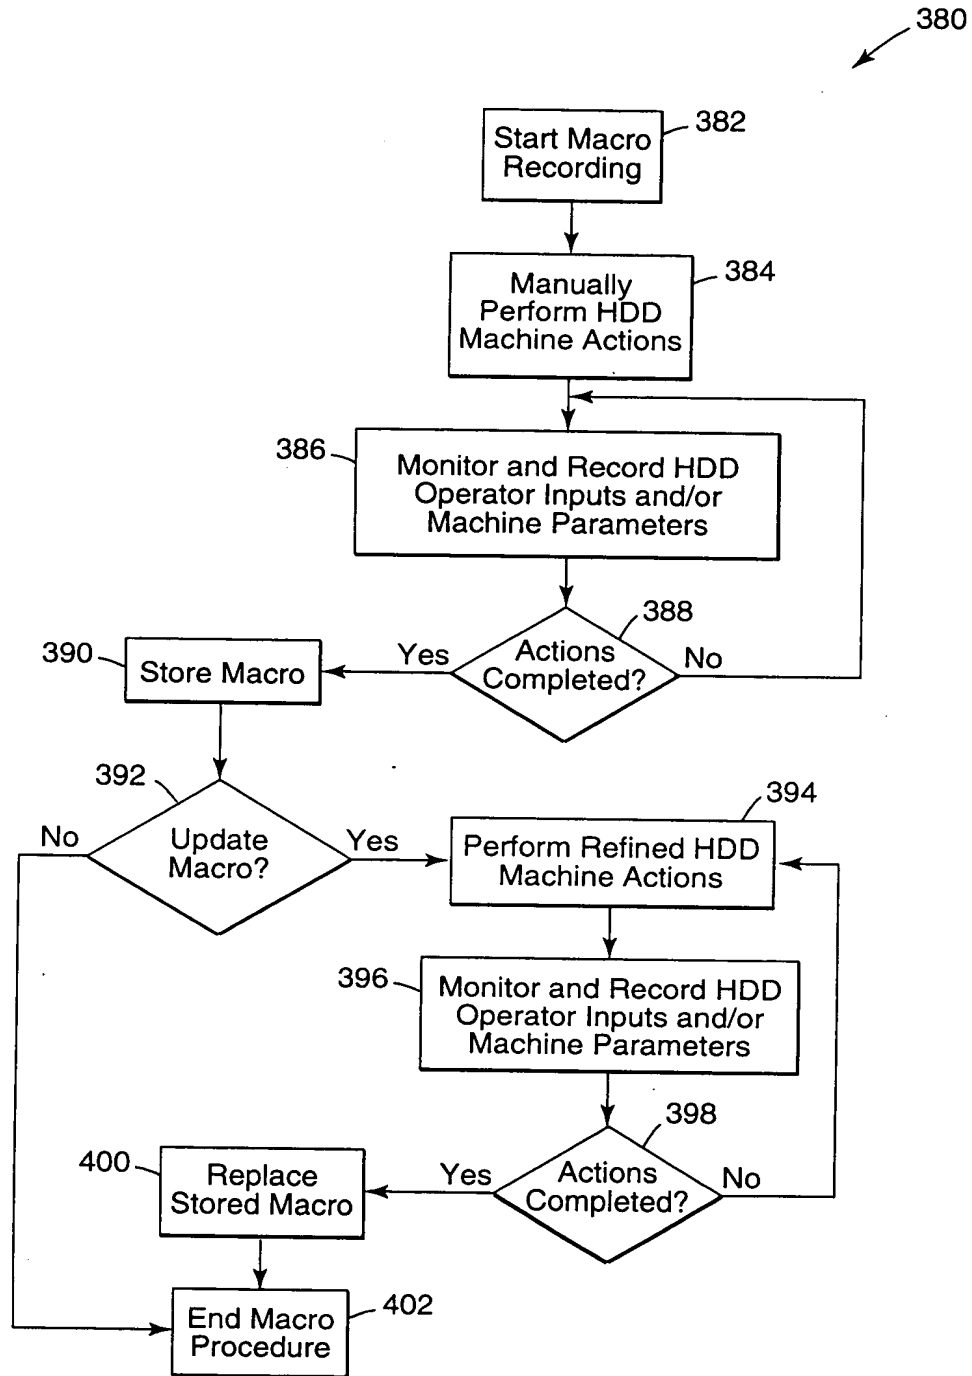 380
382
Start Macro
Recording
384
Manually
Perform HDD
Machine Actions
386
Monitor and Record HDD
Operator Inputs and/or
Machine Parameters
388
Actions
Completed?
Yes
No
390
Store Macro
392
Update
Macro?
No
Yes
394
Perform Refined HDD
Machine Actions
396
Monitor and Record HDD
Operator Inputs and/or
Machine Parameters
398
Actions
Completed?
Yes
No
400
Replace
Stored Macro
402
End Macro
Procedure